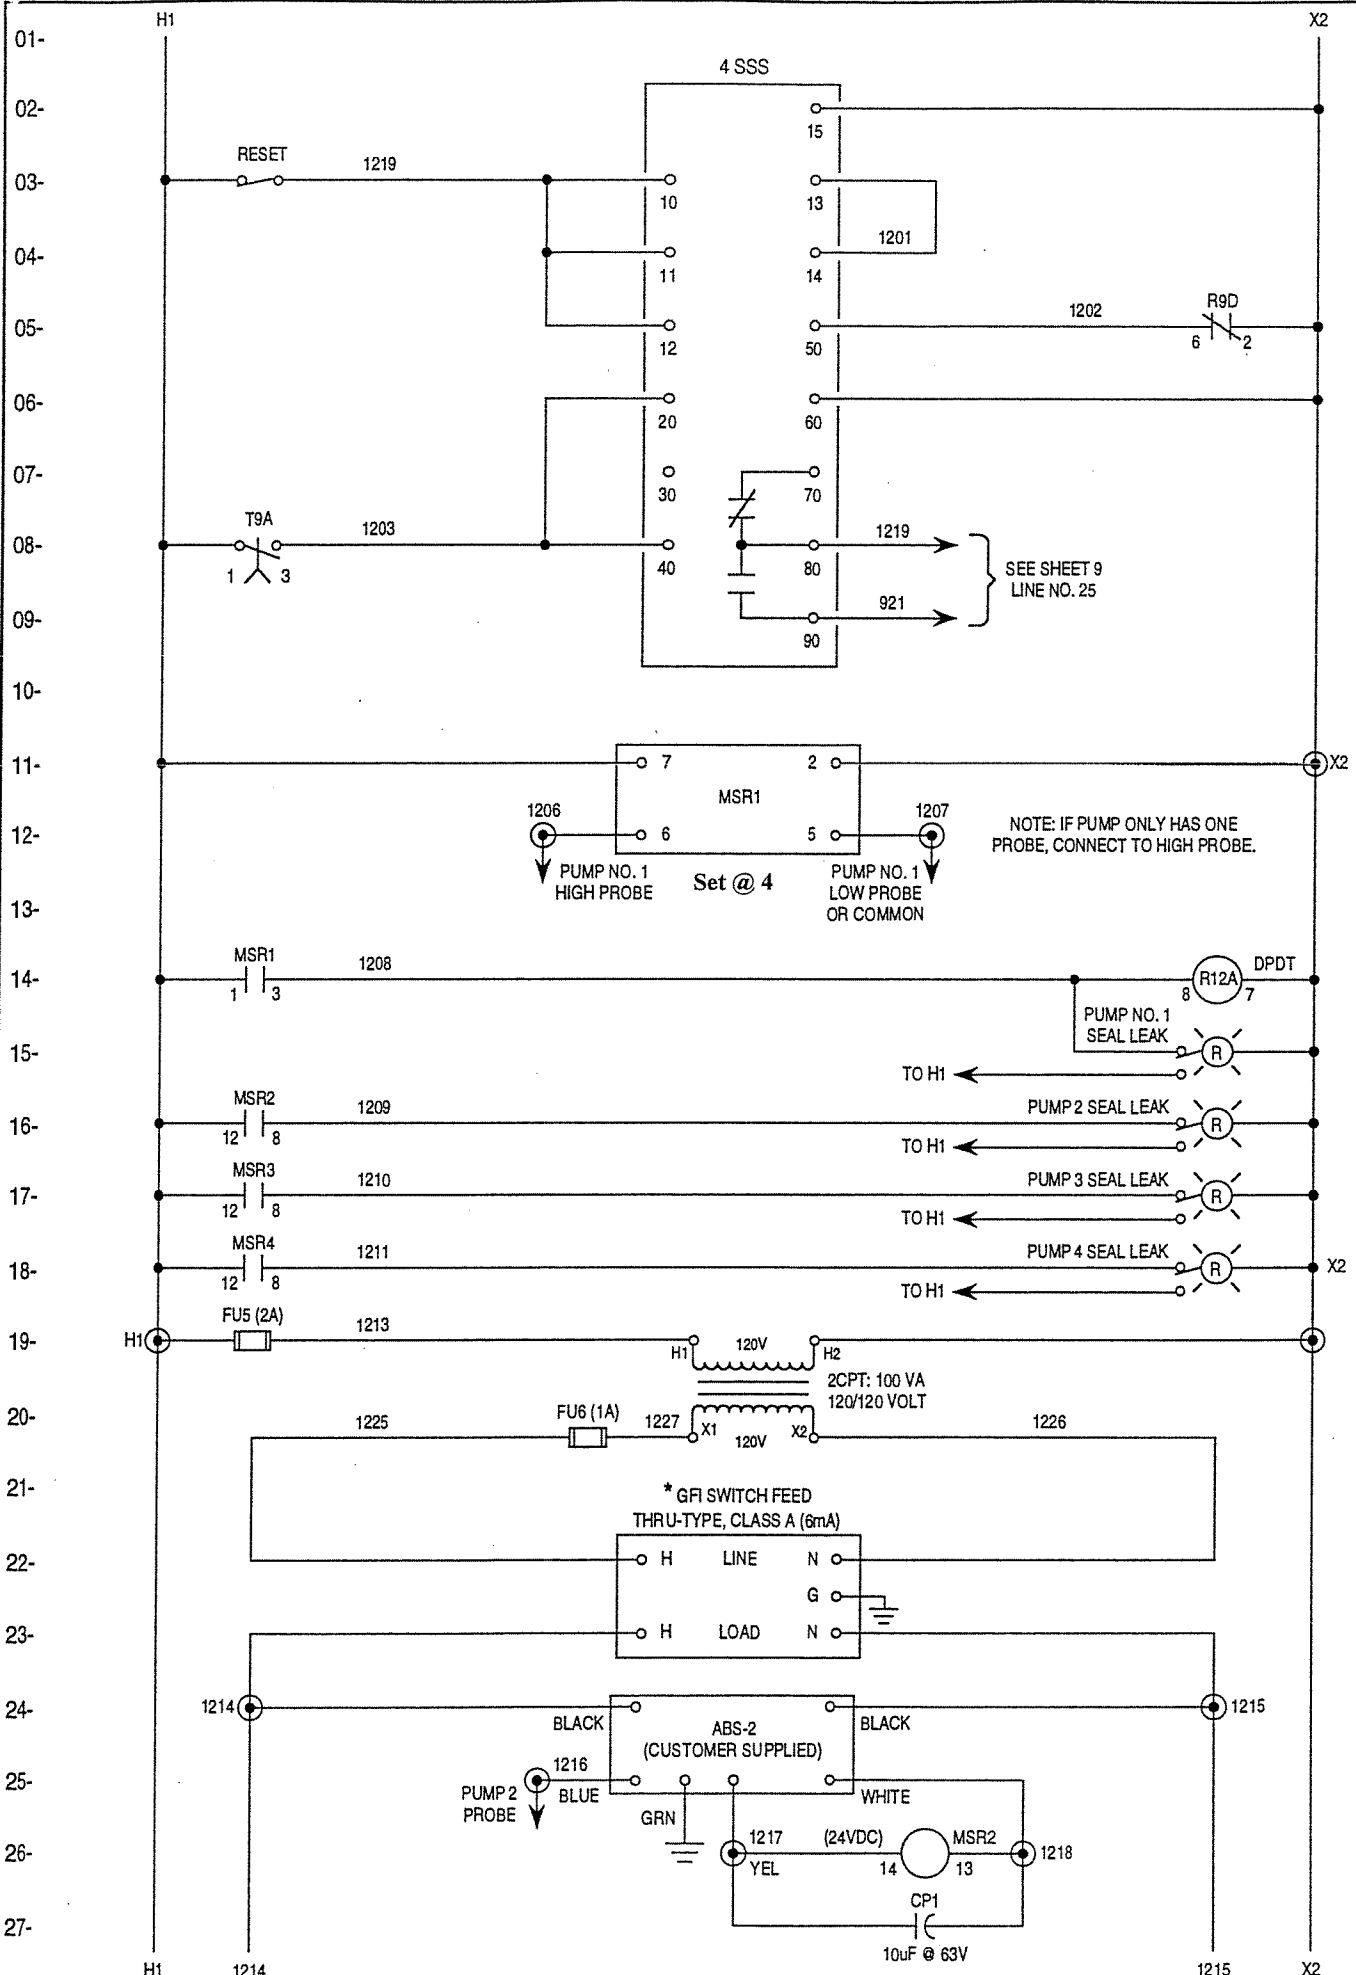 H1 X2
01-
4 SSS
02-
15
RESET 1219
03-
10 13
1201
04-
11 14
R9D
1202
05-
12 50 6 2
06-
20 60
07-
30 70
T9A 1203 1219
08-
1 3 40 80
SEE SHEET 9
LINE NO. 25
921
09-
90
10-
11- 7 2 X2
MSR1
1206 1207
12- 6 5
NOTE: IF PUMP ONLY HAS ONE
PROBE, CONNECT TO HIGH PROBE.
PUMP NO. 1
HIGH PROBE
Set @ 4
PUMP NO. 1
LOW PROBE
OR COMMON
13-
MSR1 1208 DPDT
14- R12A
1 3 8 7
PUMP NO. 1
SEAL LEAK
15- R
TO H1
MSR2 1209 PUMP 2 SEAL LEAK
16- R
12 8 TO H1
MSR3 1210 PUMP 3 SEAL LEAK
17- R
12 8 TO H1
MSR4 1211 PUMP 4 SEAL LEAK
18- R X2
12 8 TO H1
FU5 (2A) 1213
19- H1
H1 120V H2
2CPT: 100 VA
120/120 VOLT
FU6 (1A)
20- 1225 1227 X1 120V X2 1226
21-
* GFI SWITCH FEED
THRU-TYPE, CLASS A (6mA)
22- H LINE N
G
23- H LOAD N
24- 1214 1215
BLACK BLACK
ABS-2
(CUSTOMER SUPPLIED)
25- 1216
PUMP 2
PROBE
BLUE WHITE
GRN
1217 (24VDC) MSR2
26- 1218
YEL 14 13
CP1
27-
10uF @ 63V
H1 1214 1215 X2